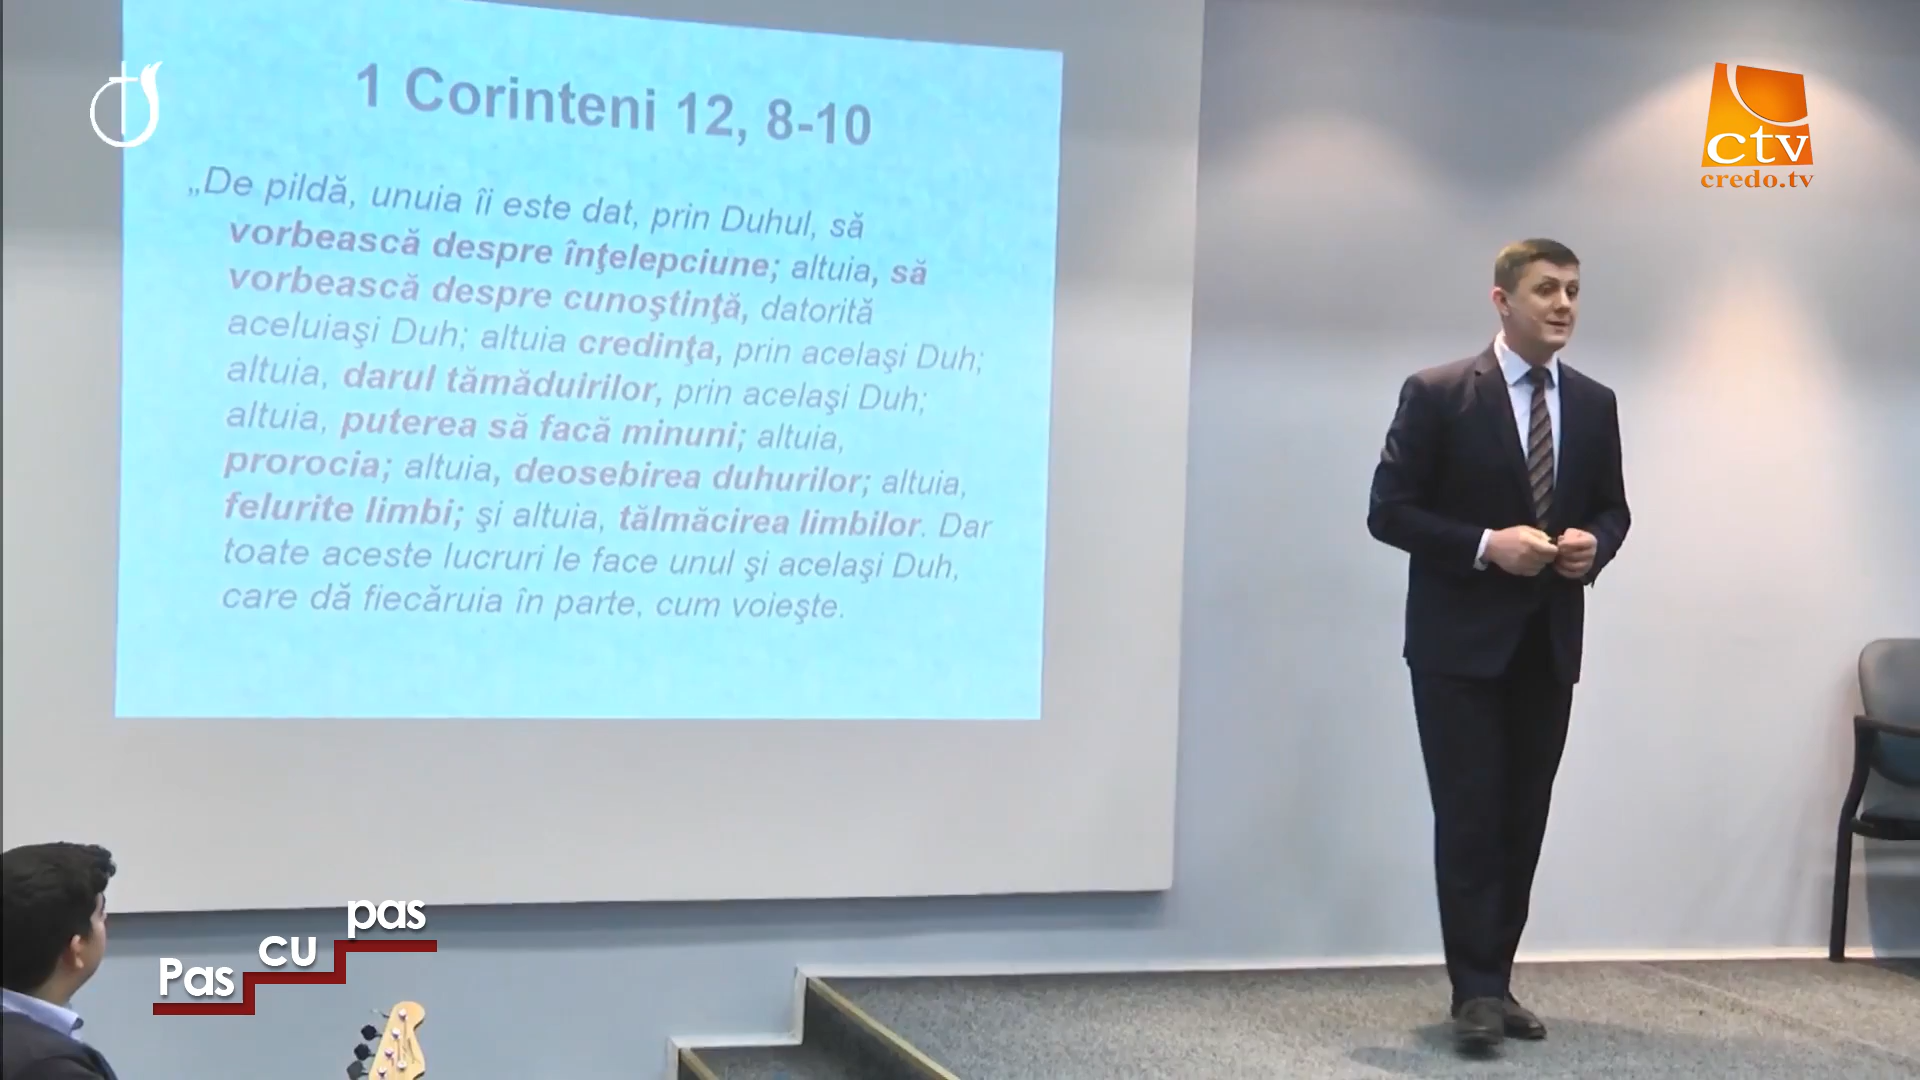 1 Corinteni 12, 8-10
„De pildă, unuia îi este dat, prin Duhul, să
vorbească despre înţelepciune; altuia, să
vorbească despre cunoştinţă, datorită
aceluiaşi Duh; altuia credinţa, prin acelaşi Duh;
altuia, darul tămăduirilor, prin acelaşi Duh;
altuia, puterea să facă minuni; altuia,
prorocia; altuia, deosebirea duhurilor; altuia,
felurite limbi; şi altuia, tălmăcirea limbilor. Dar
toate aceste lucruri le face unul şi acelaşi Duh,
care dă fiecăruia în parte, cum voieşte.
ctv
credo.tv
Pas cu pas